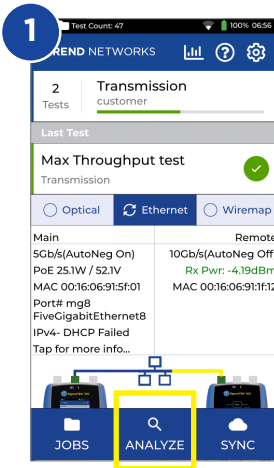 1
Test Count: 47
100% 06:56
TREND NETWORKS
2
Tests
Transmission
customer
Last Test
Max Throughput test
Transmission
Optical
Ethernet
Wiremap
Main
Remote
5Gb/s(AutoNeg On)
10Gb/s(AutoNeg Off
PoE 25.1W / 52.1V
Rx Pwr: -4.19dBm
MAC 00:16:06:91:5f:01
MAC 00:16:06:91:1f:12
Port# mg8
FiveGigabitEthernet8
IPv4- DHCP Failed
Tap for more info...
JOBS
ANALYZE
SYNC